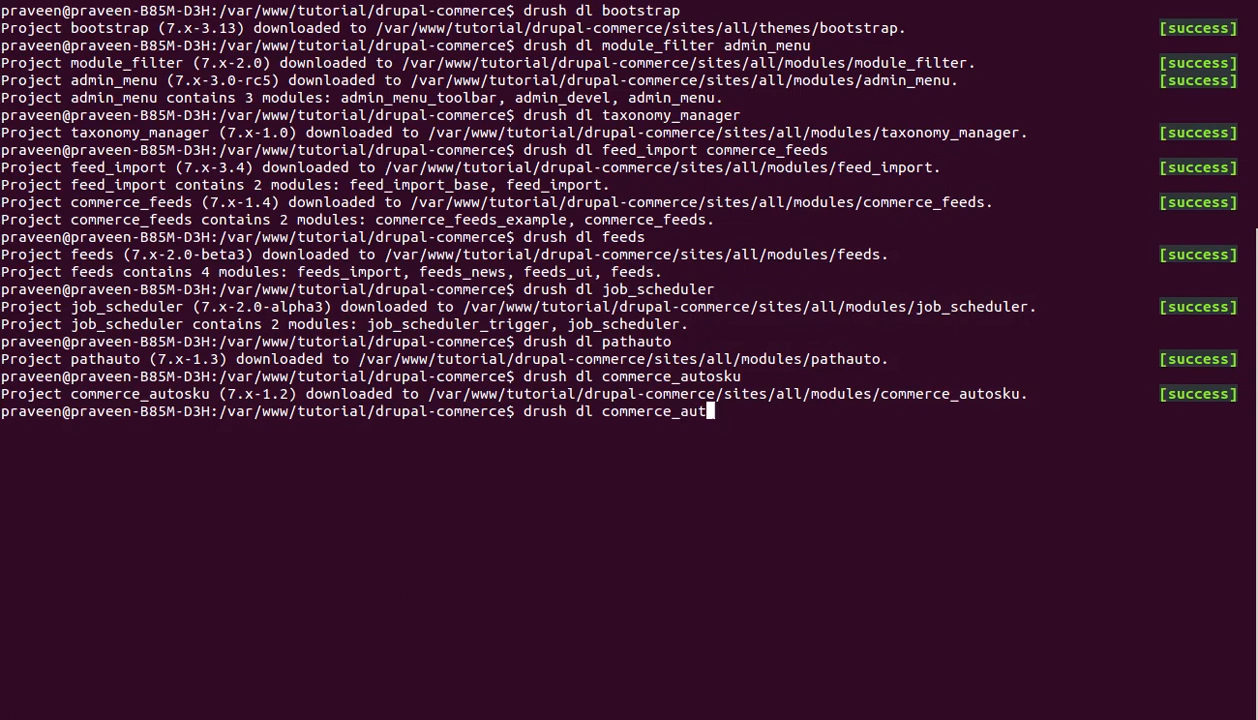 praveen@praveen-B85M-D3H:/var/www/tutorial/drupal-commerce$ drush dl bootstrap
Project bootstrap (7.x-3.13) downloaded to /var/www/tutorial/drupal-commerce/sites/all/themes/bootstrap. [success]
praveen@praveen-B85M-D3H:/var/www/tutorial/drupal-commerce$ drush dl module_filter admin_menu
Project module_filter (7.x-2.0) downloaded to /var/www/tutorial/drupal-commerce/sites/all/modules/module_filter. [success]
Project admin_menu (7.x-3.0-rc5) downloaded to /var/www/tutorial/drupal-commerce/sites/all/modules/admin_menu. [success]
Project admin_menu contains 3 modules: admin_menu_toolbar, admin_devel, admin_menu.
praveen@praveen-B85M-D3H:/var/www/tutorial/drupal-commerce$ drush dl taxonomy_manager
Project taxonomy_manager (7.x-1.0) downloaded to /var/www/tutorial/drupal-commerce/sites/all/modules/taxonomy_manager. [success]
praveen@praveen-B85M-D3H:/var/www/tutorial/drupal-commerce$ drush dl feed_import commerce_feeds
Project feed_import (7.x-3.4) downloaded to /var/www/tutorial/drupal-commerce/sites/all/modules/feed_import. [success]
Project feed_import contains 2 modules: feed_import_base, feed_import.
Project commerce_feeds (7.x-1.4) downloaded to /var/www/tutorial/drupal-commerce/sites/all/modules/commerce_feeds. [success]
Project commerce_feeds contains 2 modules: commerce_feeds_example, commerce_feeds.
praveen@praveen-B85M-D3H:/var/www/tutorial/drupal-commerce$ drush dl feeds
Project feeds (7.x-2.0-beta3) downloaded to /var/www/tutorial/drupal-commerce/sites/all/modules/feeds. [success]
Project feeds contains 4 modules: feeds_import, feeds_news, feeds_ui, feeds.
praveen@praveen-B85M-D3H:/var/www/tutorial/drupal-commerce$ drush dl job_scheduler
Project job_scheduler (7.x-2.0-alpha3) downloaded to /var/www/tutorial/drupal-commerce/sites/all/modules/job_scheduler. [success]
Project job_scheduler contains 2 modules: job_scheduler_trigger, job_scheduler.
praveen@praveen-B85M-D3H:/var/www/tutorial/drupal-commerce$ drush dl pathauto
Project pathauto (7.x-1.3) downloaded to /var/www/tutorial/drupal-commerce/sites/all/modules/pathauto. [success]
praveen@praveen-B85M-D3H:/var/www/tutorial/drupal-commerce$ drush dl commerce_autosku
Project commerce_autosku (7.x-1.2) downloaded to /var/www/tutorial/drupal-commerce/sites/all/modules/commerce_autosku. [success]
praveen@praveen-B85M-D3H:/var/www/tutorial/drupal-commerce$ drush dl commerce_aut